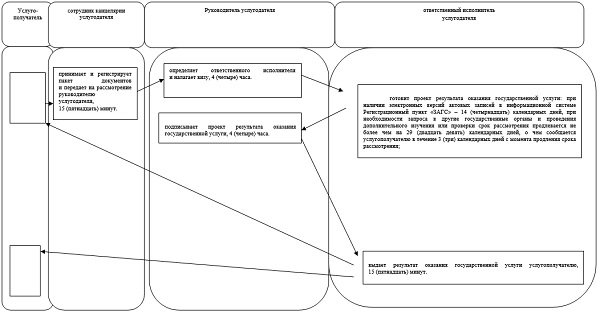 Услуго-
получатель
сотрудник канцелярии
услугодателя
Руководитель услугодателя
ответственный исполнитель
услугодателя
принимает и регистрирует
пакет документов
и передает на рассмотрение
руководителю
услугодателя,
15 (пятнадцать) минут.
определяет ответственного исполнителя
и налагает визу, 4 (четыре) часа.
готовит проект результата оказания государственной услуги: при
наличии электронных версий актовых записей в информационной системе
Регистрационный пункт «ЗАГС» – 14 (четырнадцать) календарных дней, при
необходимости запроса в другие государственные органы и проведения
дополнительного изучения или проверки срок рассмотрения продлевается не
более чем на 29 (двадцать девять) календарных дней, о чем сообщается
услугополучателю в течение 3 (три) календарных дней с момента продления срока
рассмотрения;
подписывает проект результата оказания
государственной услуги, 4 (четыре) часа.
выдает результат оказания государственной услуги услугополучателю,
15 (пятнадцать) минут.